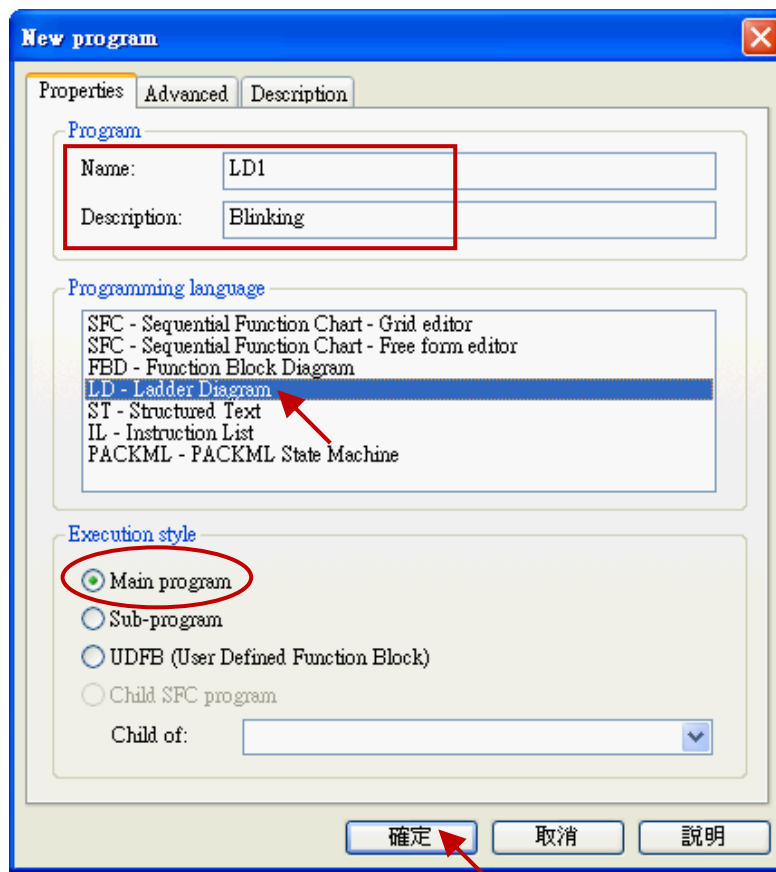 New program
Properties Advanced Description
Program
Name: LD1
Description: Blinking
Programming language
SFC - Sequential Function Chart - Grid editor
SFC - Sequential Function Chart - Free form editor
FBD - Function Block Diagram
LD - Ladder Diagram
ST - Structured Text
IL - Instruction List
PACKML - PACKML State Machine
Execution style
Main program
Sub-program
UDFB (User Defined Function Block)
Child SFC program
Child of:
確定 取消 說明